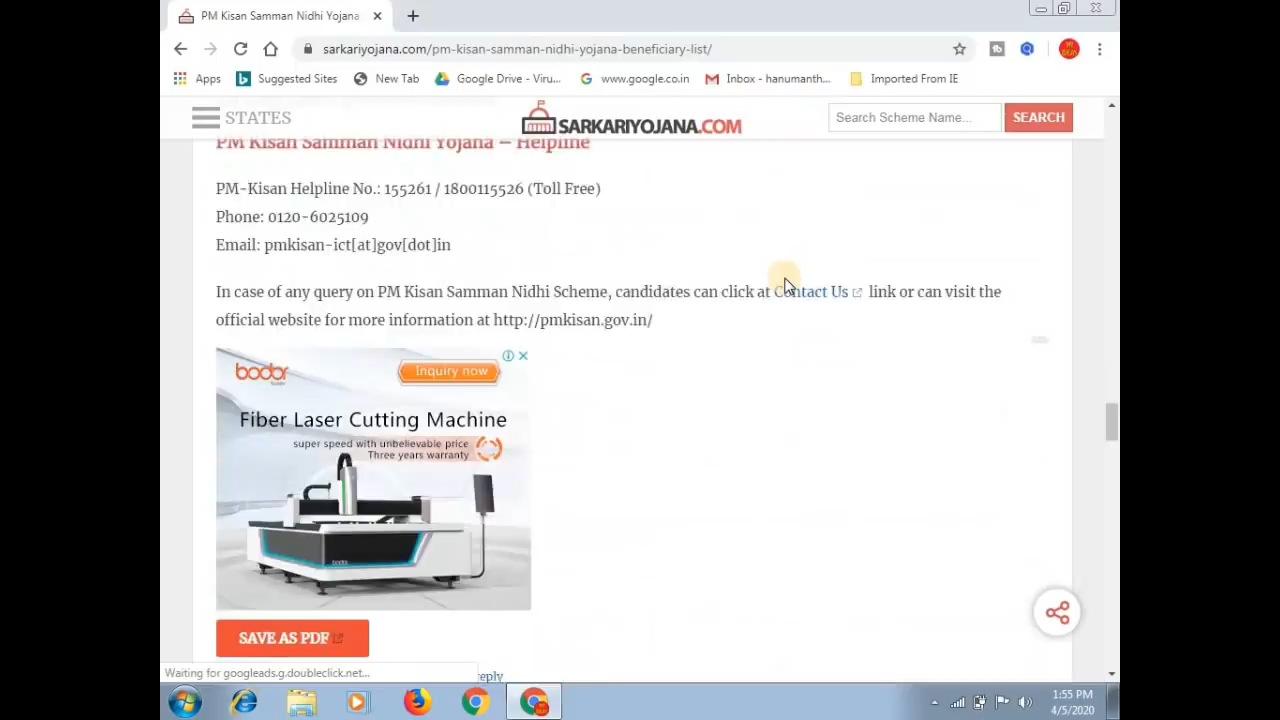 PM Kisan Samman Nidhi Yojana
sarkariyojana.com/pm-kisan-samman-nidhi-yojana-beneficiary-list/
Apps Suggested Sites New Tab Google Drive - Viru... www.google.co.in Inbox - hanumanth... Imported From IE
STATES SARKARIYOJANA.COM Search Scheme Name... SEARCH
PM Kisan Samman Nidhi Yojana – Helpline
PM-Kisan Helpline No.: 155261 / 1800115526 (Toll Free)
Phone: 0120-6025109
Email: pmkisan-ict[at]gov[dot]in
In case of any query on PM Kisan Samman Nidhi Scheme, candidates can click at Contact Us link or can visit the
official website for more information at http://pmkisan.gov.in/
bodor Inquiry now
Fiber Laser Cutting Machine
super speed with unbelievable price
Three years warranty
bodor
SAVE AS PDF
Waiting for googleads.g.doubleclick.net... reply
1:55 PM
4/5/2020